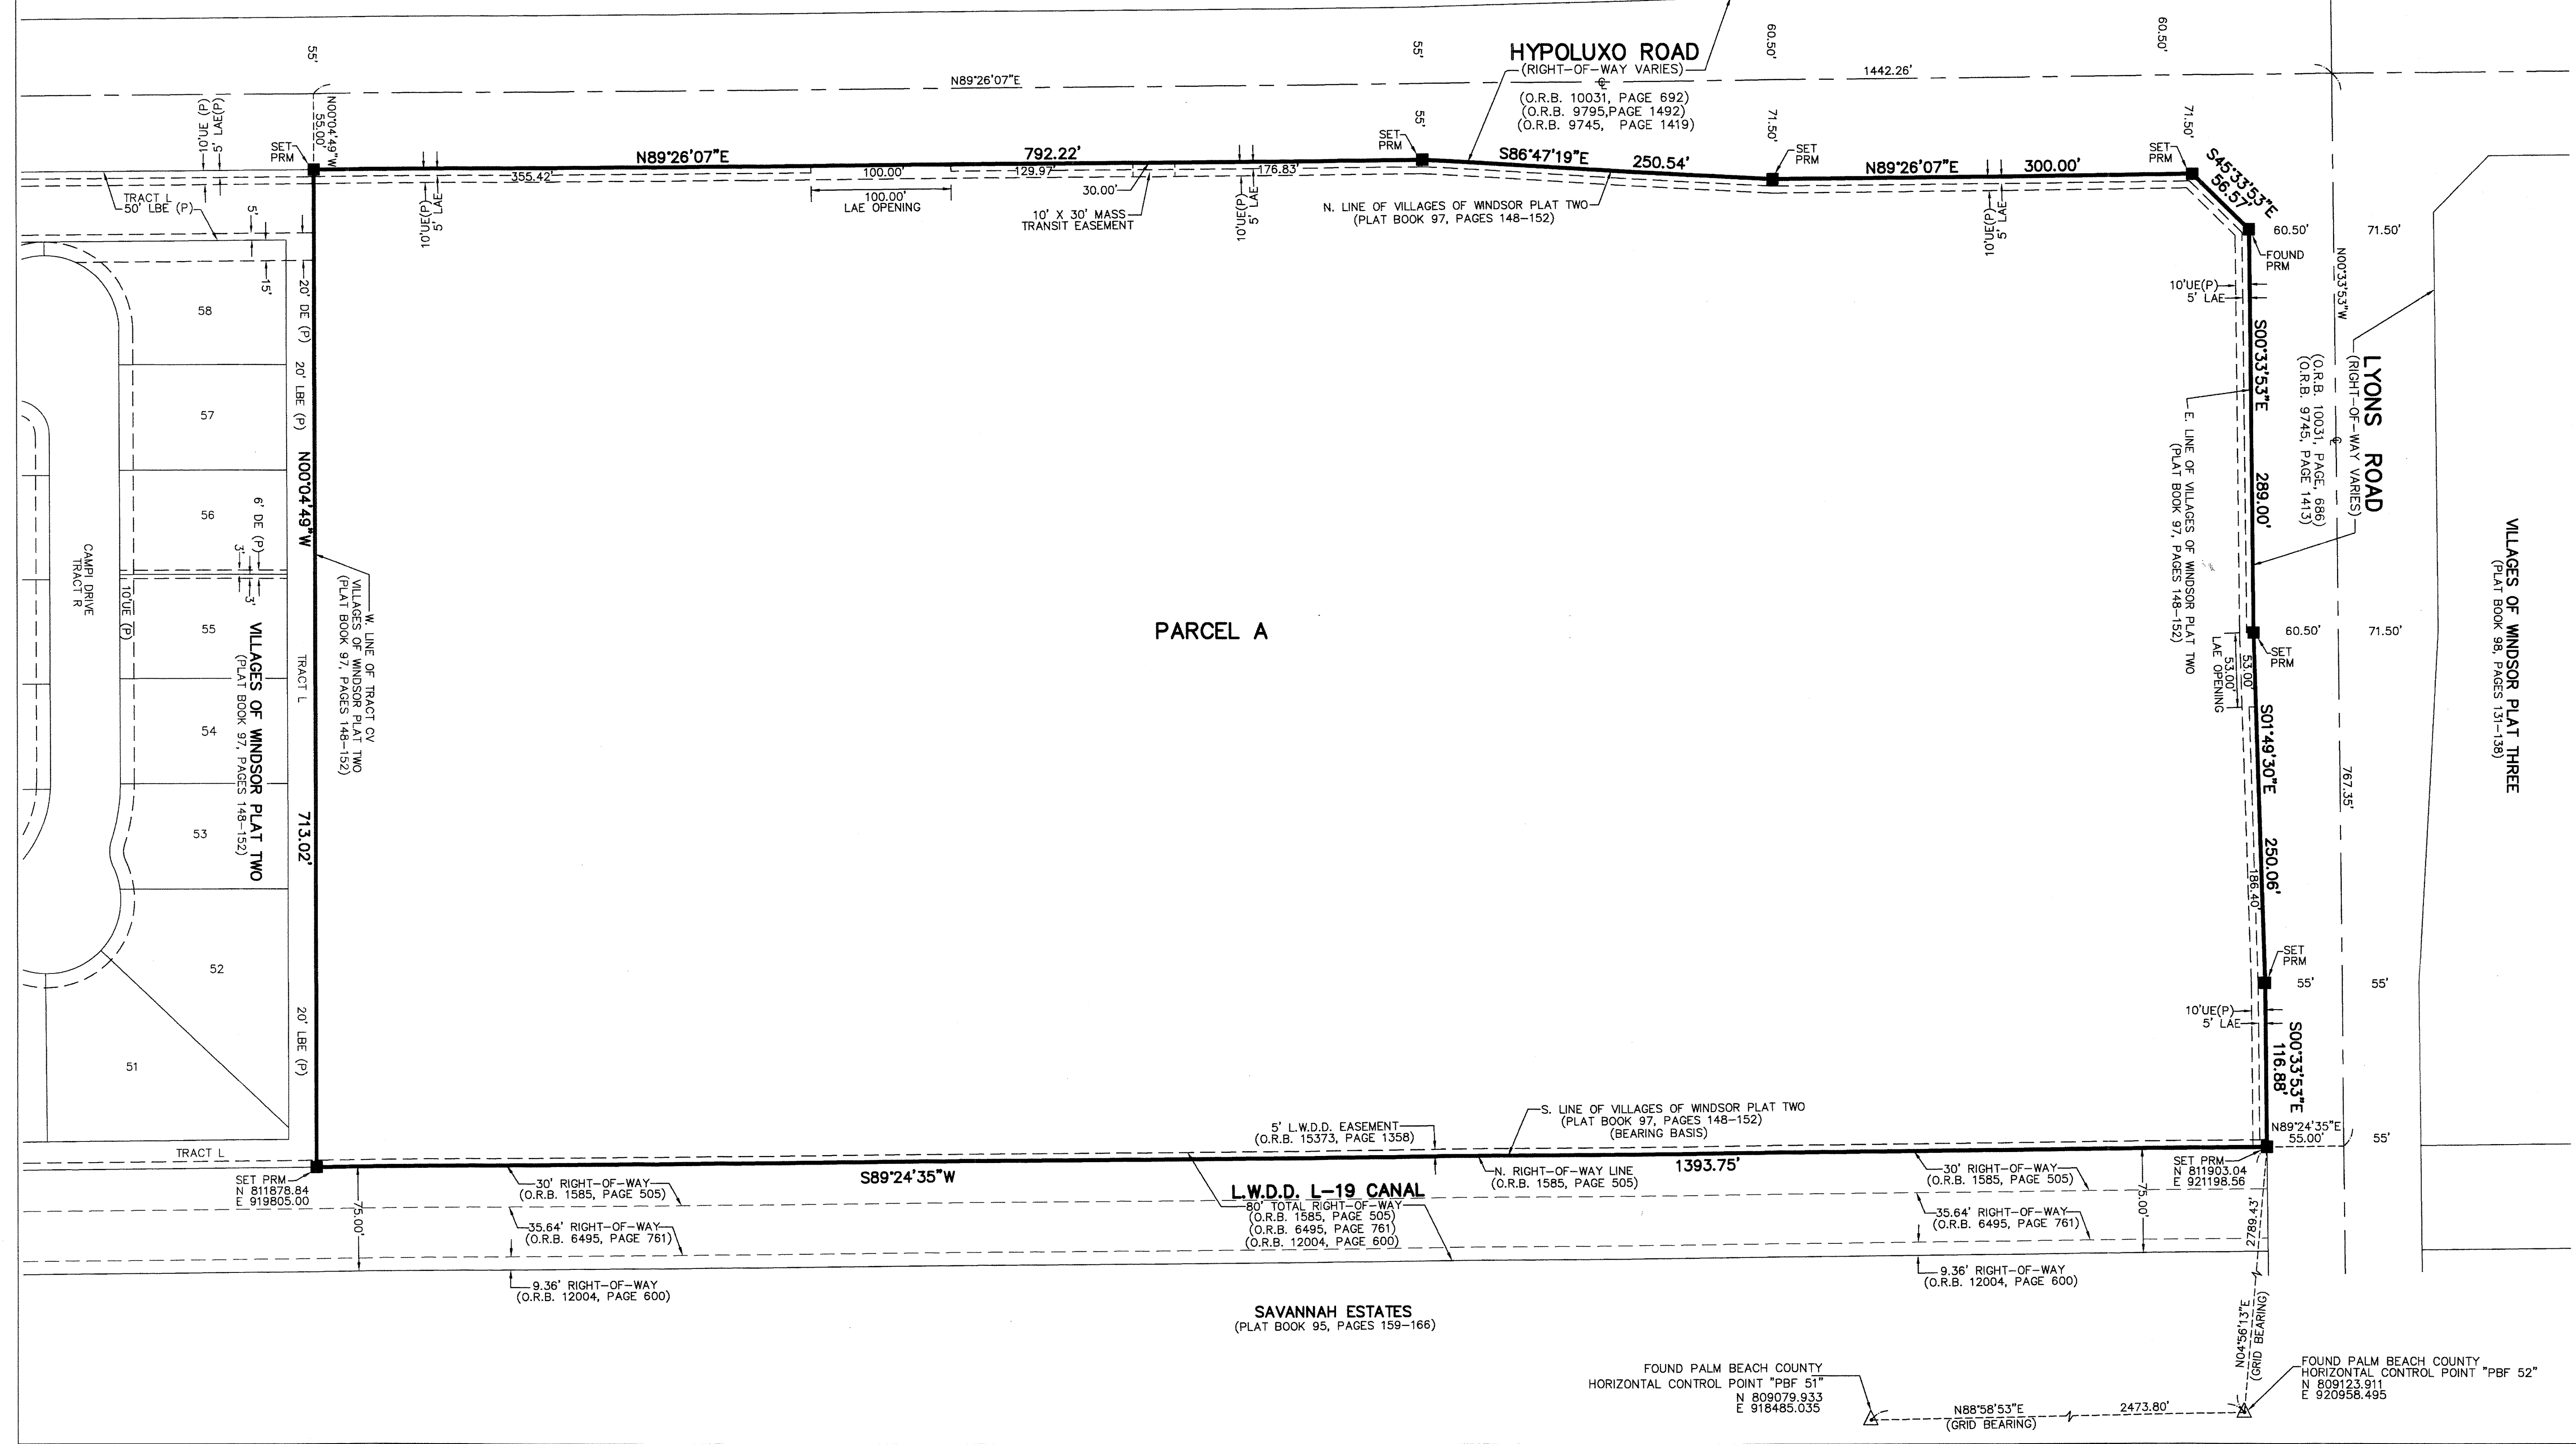 55'
55'
HYPOLUXO ROAD
(RIGHT-OF-WAY VARIES)
60.50'
60.50'
N89°26'07"E
℄
1442.26'
(O.R.B. 10031, PAGE 692)
(O.R.B. 9795,PAGE 1492)
(O.R.B. 9745, PAGE 1419)
10'UE (P)
5' LAE(P)
N00°04'49"W
55.00'
55'
71.50'
71.50'
SET
PRM
N89°26'07"E
792.22'
SET
PRM
S86°47'19"E
250.54'
SET
PRM
N89°26'07"E
300.00'
SET
PRM
S45°33'53"E
56.57'
355.42'
100.00'
129.97'
30.00'
176.83'
100.00'
LAE OPENING
10' X 30' MASS
TRANSIT EASEMENT
10'UE(P)
5' LAE
10'UE(P)
5' LAE
10'UE(P)
5' LAE
N. LINE OF VILLAGES OF WINDSOR PLAT TWO
(PLAT BOOK 97, PAGES 148-152)
TRACT L
50' LBE (P)
5'
15'
60.50'
71.50'
FOUND
PRM
10'UE(P)
5' LAE
N00°33'53"W
58
57
56
55
54
53
52
51
20' DE (P)
20' LBE (P)
N00°04'49"W
6' DE (P)
3'
3'
CAMPI DRIVE
TRACT R
10'UE (P)
VILLAGES OF WINDSOR PLAT TWO
(PLAT BOOK 97, PAGES 148-152)
TRACT L
713.02'
20' LBE (P)
W. LINE OF TRACT CV
VILLAGES OF WINDSOR PLAT TWO
(PLAT BOOK 97, PAGES 148-152)
PARCEL A
S00°33'53"E
289.00'
E. LINE OF VILLAGES OF WINDSOR PLAT TWO
(PLAT BOOK 97, PAGES 148-152)
LYONS ROAD
(RIGHT-OF-WAY VARIES)
℄
(O.R.B. 10031, PAGE, 686)
(O.R.B. 9745, PAGE 1413)
VILLAGES OF WINDSOR PLAT THREE
(PLAT BOOK 98, PAGES 131-138)
60.50'
71.50'
SET
PRM
53.00'
53.00'
LAE OPENING
S01°49'30"E
250.06'
186.40'
767.35'
SET
PRM
55'
55'
10'UE(P)
5' LAE
S00°33'53"E
116.88'
N89°24'35"E
55.00'
55'
TRACT L
SET PRM
N 811878.84
E 919805.00
75.00'
S89°24'35"W
5' L.W.D.D. EASEMENT
(O.R.B. 15373, PAGE 1358)
S. LINE OF VILLAGES OF WINDSOR PLAT TWO
(PLAT BOOK 97, PAGES 148-152)
(BEARING BASIS)
N. RIGHT-OF-WAY LINE
(O.R.B. 1585, PAGE 505)
1393.75'
SET PRM
N 811903.04
E 921198.56
75.00'
30' RIGHT-OF-WAY
(O.R.B. 1585, PAGE 505)
35.64' RIGHT-OF-WAY
(O.R.B. 6495, PAGE 761)
9.36' RIGHT-OF-WAY
(O.R.B. 12004, PAGE 600)
L.W.D.D. L-19 CANAL
80' TOTAL RIGHT-OF-WAY
(O.R.B. 1585, PAGE 505)
(O.R.B. 6495, PAGE 761)
(O.R.B. 12004, PAGE 600)
30' RIGHT-OF-WAY
(O.R.B. 1585, PAGE 505)
35.64' RIGHT-OF-WAY
(O.R.B. 6495, PAGE 761)
9.36' RIGHT-OF-WAY
(O.R.B. 12004, PAGE 600)
2789.43'
N04°56'13"E
(GRID BEARING)
SAVANNAH ESTATES
(PLAT BOOK 95, PAGES 159-166)
FOUND PALM BEACH COUNTY
HORIZONTAL CONTROL POINT "PBF 51"
N 809079.933
E 918485.035
N88°58'53"E
(GRID BEARING)
2473.80'
FOUND PALM BEACH COUNTY
HORIZONTAL CONTROL POINT "PBF 52"
N 809123.911
E 920958.495